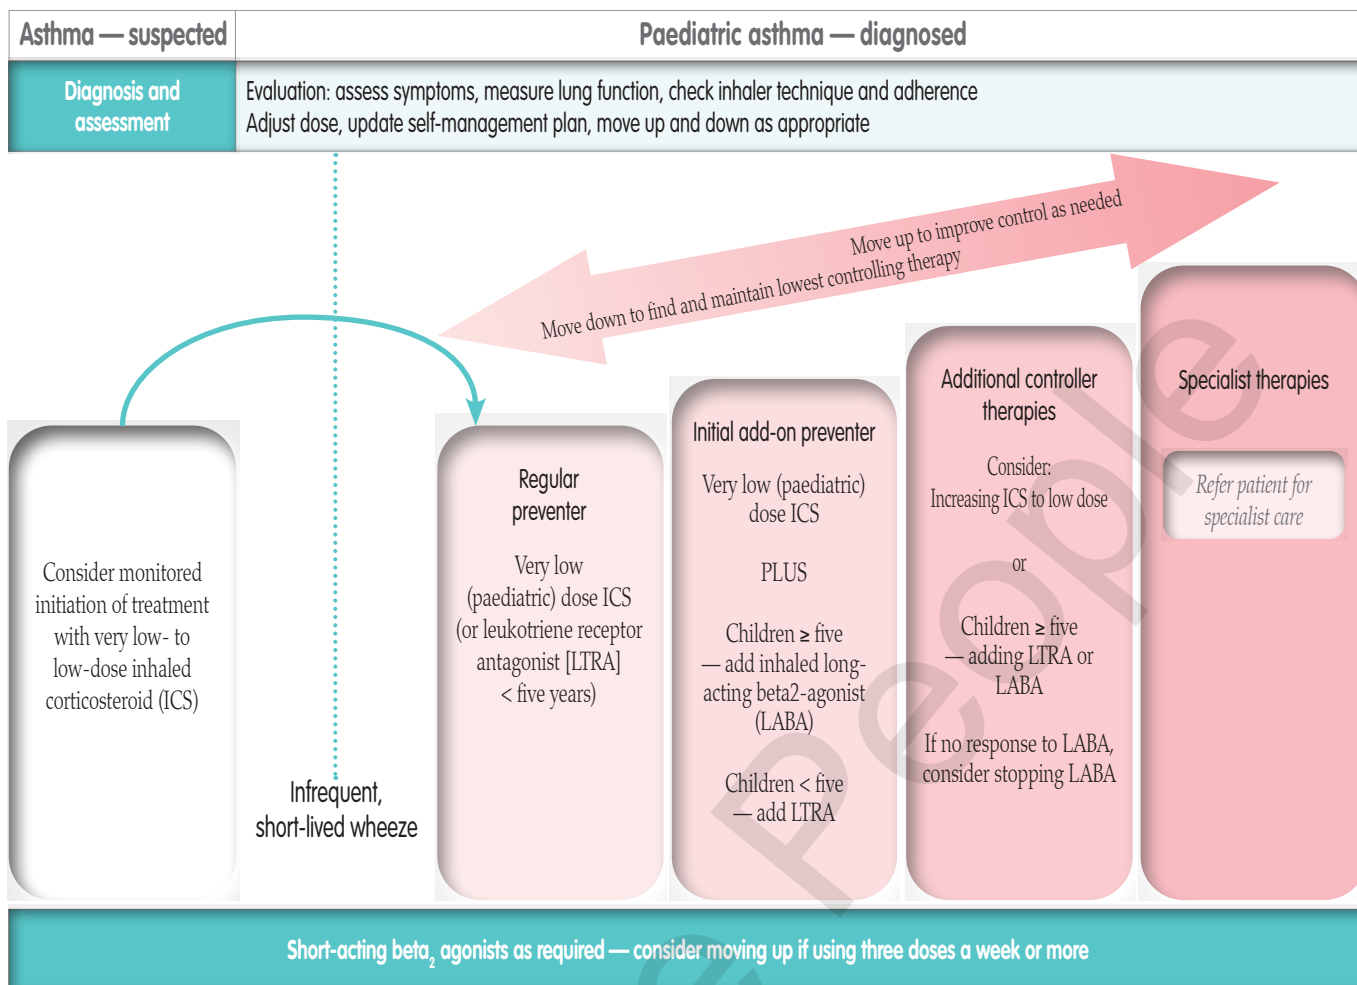 Asthma — suspected
Paediatric asthma — diagnosed
Diagnosis and
assessment
Evaluation: assess symptoms, measure lung function, check inhaler technique and adherence
Adjust dose, update self-management plan, move up and down as appropriate
Move up to improve control as needed
Move down to find and maintain lowest controlling therapy
Consider monitored
initiation of treatment
with very low- to
low-dose inhaled
corticosteroid (ICS)
Infrequent,
short-lived wheeze
Regular
preventer
Very low
(paediatric) dose ICS
(or leukotriene receptor
antagonist [LTRA]
< five years)
Initial add-on preventer
Very low (paediatric)
dose ICS
PLUS
Children ≥ five
— add inhaled long-
acting beta2-agonist
(LABA)
Children < five
— add LTRA
Additional controller
therapies
Consider:
Increasing ICS to low dose
or
Children ≥ five
— adding LTRA or
LABA
If no response to LABA,
consider stopping LABA
Specialist therapies
Refer patient for
specialist care
Short-acting beta₂ agonists as required — consider moving up if using three doses a week or more
People